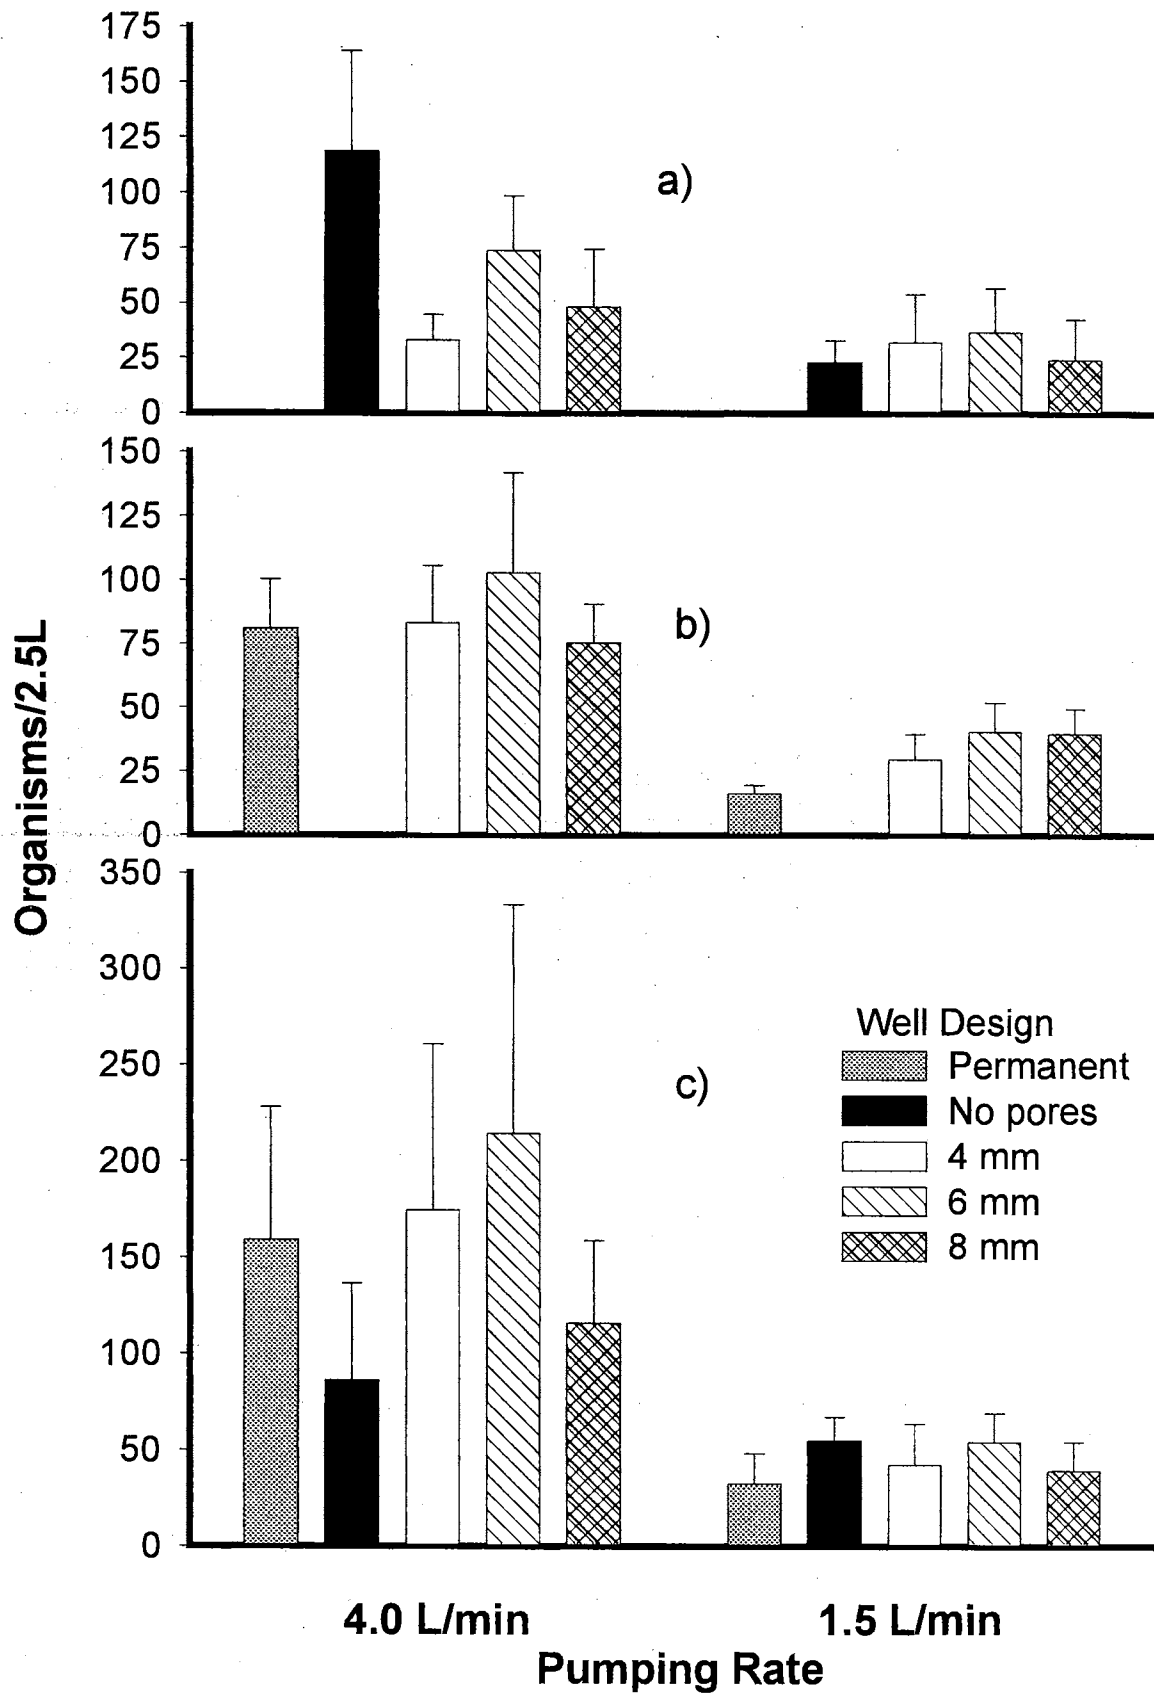 175
150
125
100
75
50
25
0
a)
150
125
100
75
50
25
0
b)
Organisms/2.5L
350
300
250
200
150
100
50
0
c)
Well Design
Permanent
No pores
4 mm
6 mm
8 mm
4.0 L/min 1.5 L/min
Pumping Rate